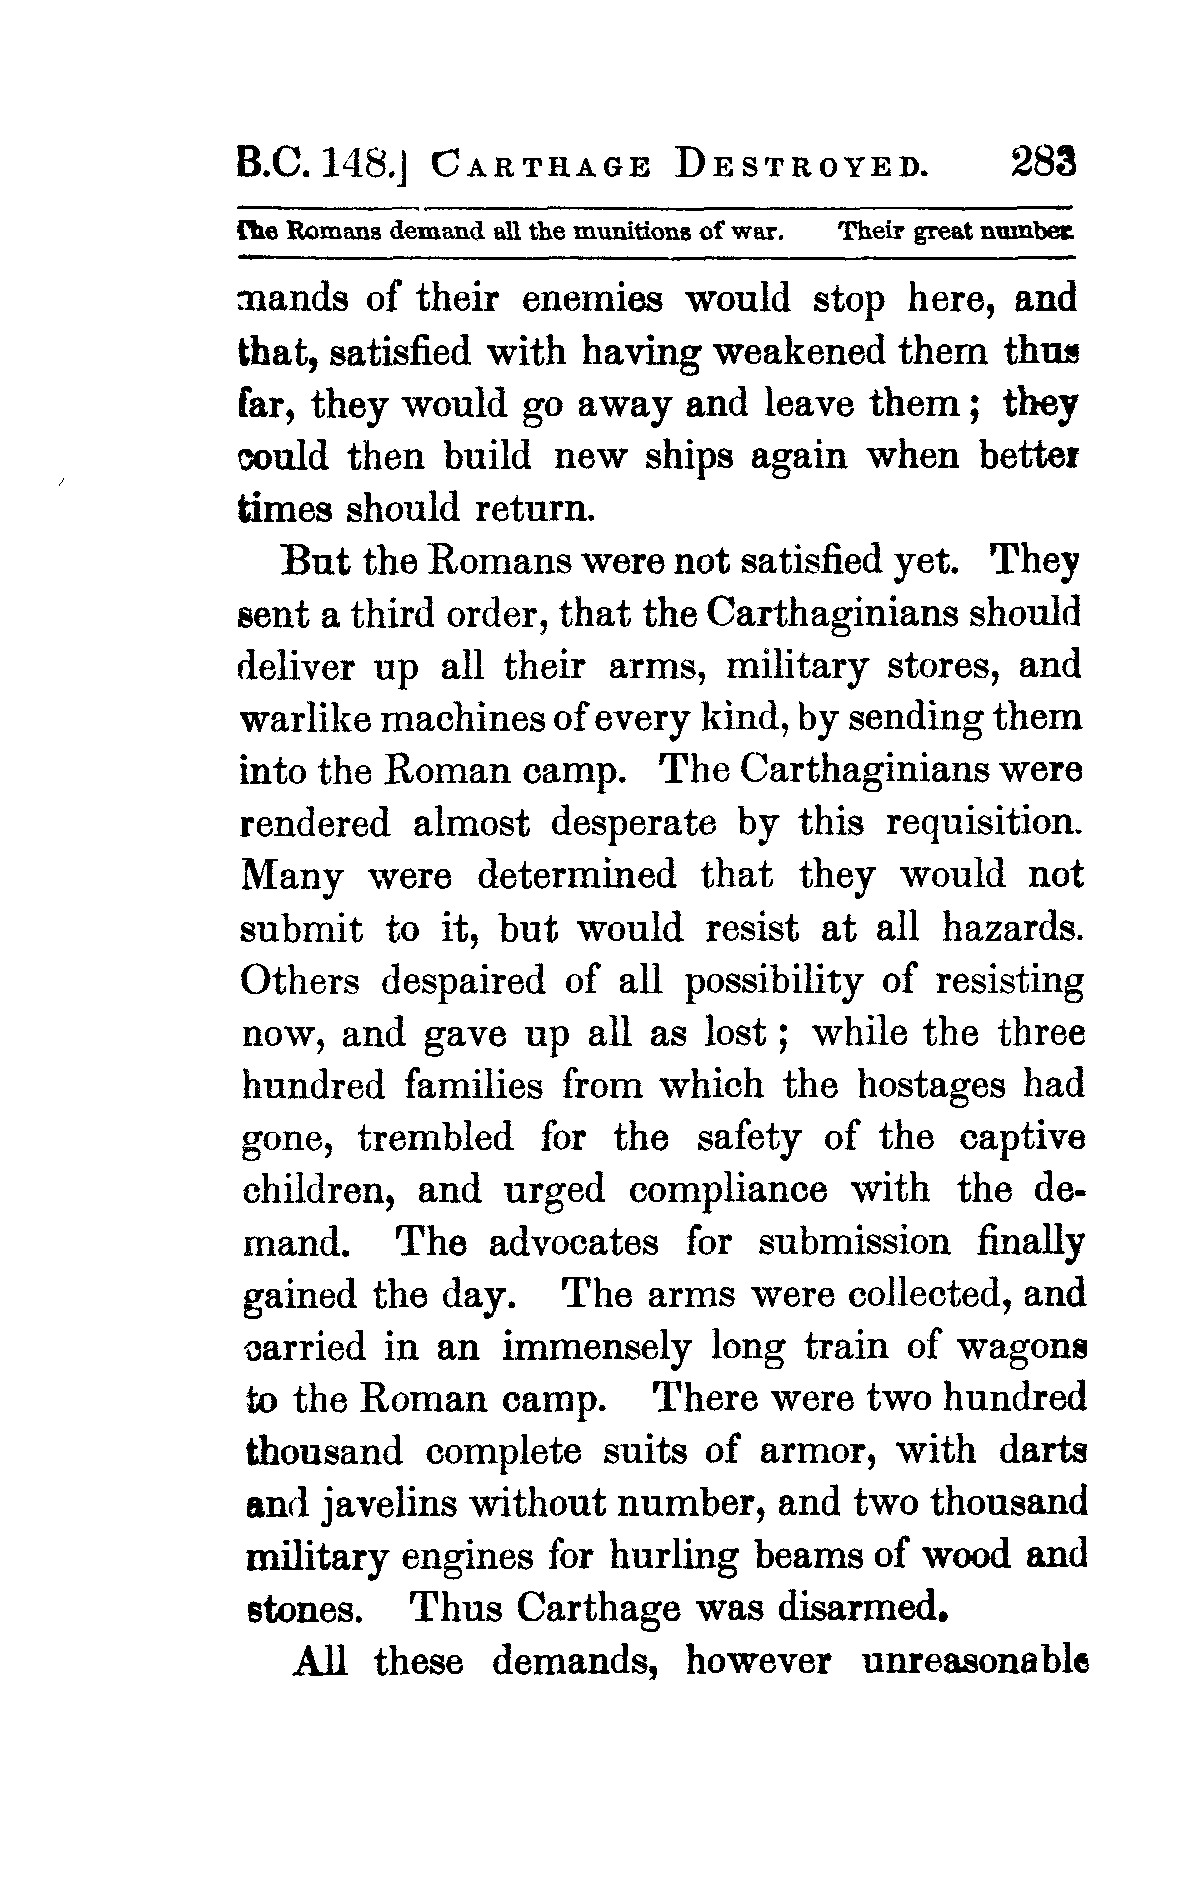 B.C. 148.] CARTHAGE DESTROYED. 283
The Romans demand all the munitions of war. Their great number.
mands of their enemies would stop here, and
that, satisfied with having weakened them thus
far, they would go away and leave them; they
could then build new ships again when better
times should return.
But the Romans were not satisfied yet. They
sent a third order, that the Carthaginians should
deliver up all their arms, military stores, and
warlike machines of every kind, by sending them
into the Roman camp. The Carthaginians were
rendered almost desperate by this requisition.
Many were determined that they would not
submit to it, but would resist at all hazards.
Others despaired of all possibility of resisting
now, and gave up all as lost; while the three
hundred families from which the hostages had
gone, trembled for the safety of the captive
children, and urged compliance with the de-
mand. The advocates for submission finally
gained the day. The arms were collected, and
carried in an immensely long train of wagons
to the Roman camp. There were two hundred
thousand complete suits of armor, with darts
and javelins without number, and two thousand
military engines for hurling beams of wood and
stones. Thus Carthage was disarmed.
All these demands, however unreasonable